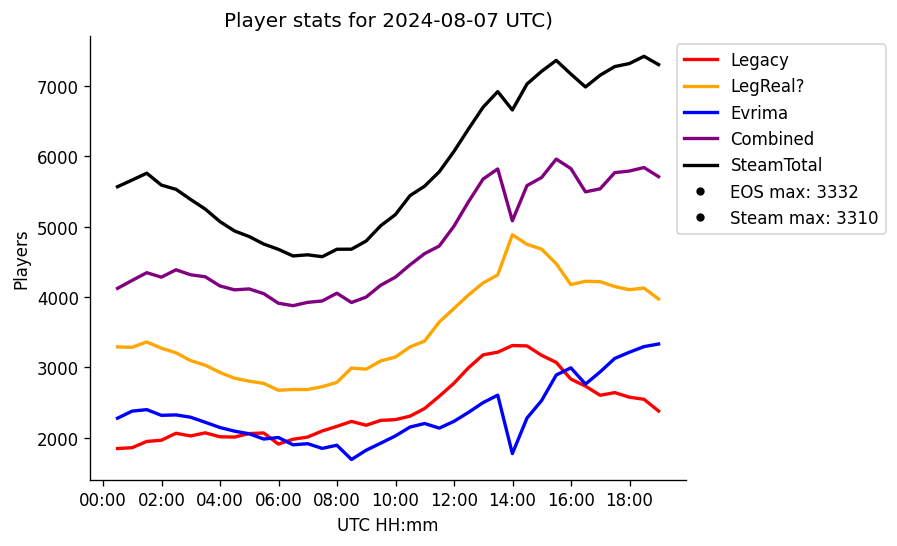 Player stats for 2024-08-07 UTC)
Legacy
LegReal?
Evrima
Combined
SteamTotal
EOS max: 3332
Steam max: 3310
Players
7000
6000
5000
4000
3000
2000
00:00 02:00 04:00 06:00 08:00 10:00 12:00 14:00 16:00 18:00
UTC HH:mm